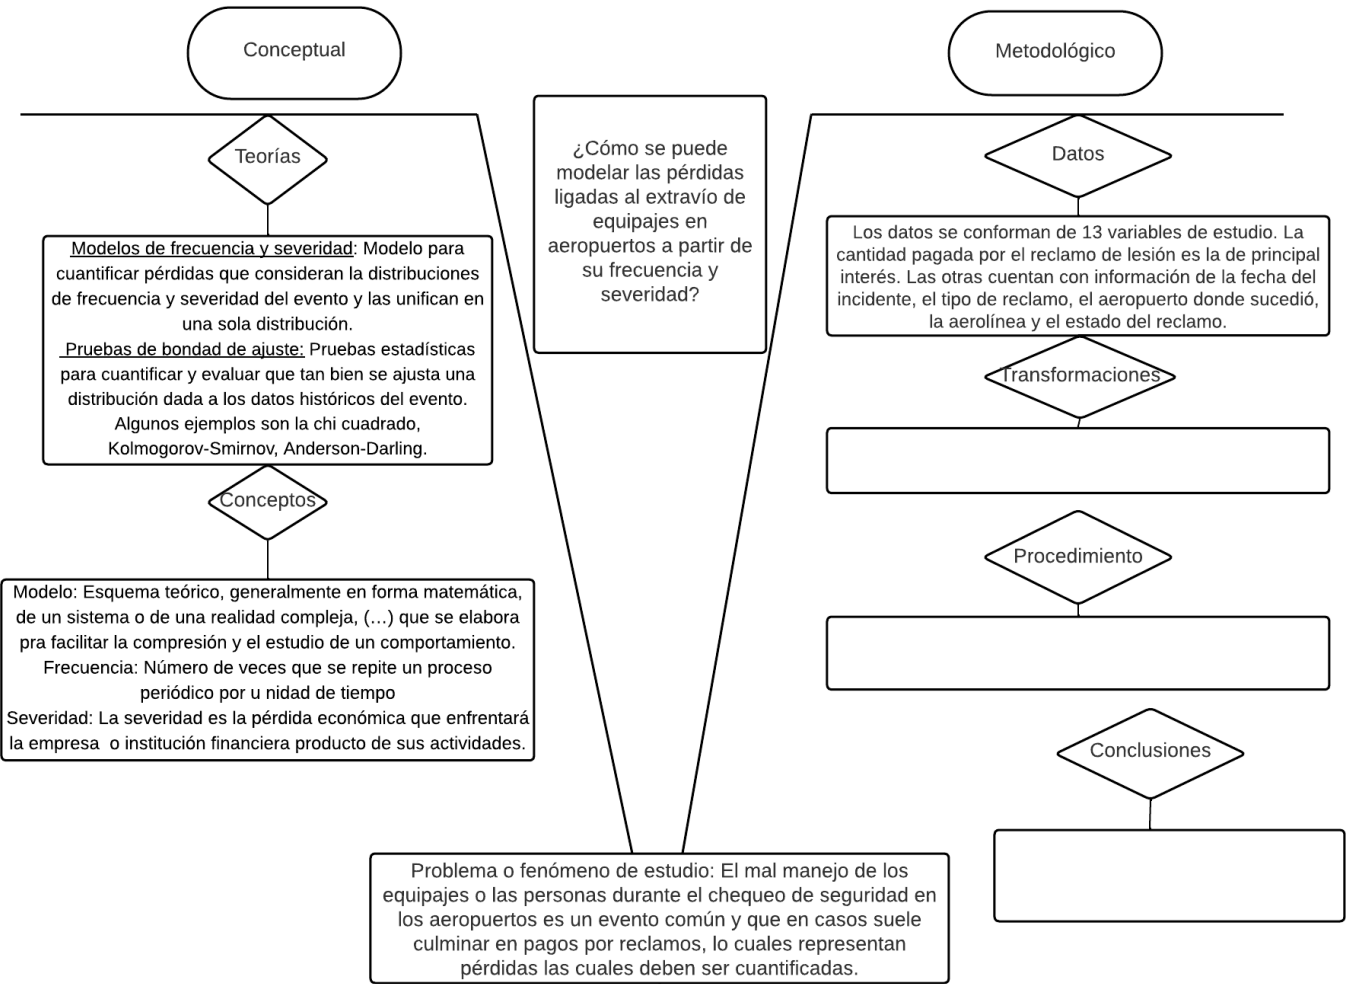 Conceptual
Metodológico
Teorías
Modelos de frecuencia y severidad: Modelo para
cuantificar pérdidas que consideran la distribuciones
de frecuencia y severidad del evento y las unifican en
una sola distribución.
Pruebas de bondad de ajuste: Pruebas estadísticas
para cuantificar y evaluar que tan bien se ajusta una
distribución dada a los datos históricos del evento.
Algunos ejemplos son la chi cuadrado,
Kolmogorov-Smirnov, Anderson-Darling.
Conceptos
Modelo: Esquema teórico, generalmente en forma matemática,
de un sistema o de una realidad compleja, (…) que se elabora
pra facilitar la compresión y el estudio de un comportamiento.
Frecuencia: Número de veces que se repite un proceso
periódico por u nidad de tiempo
Severidad: La severidad es la pérdida económica que enfrentará
la empresa  o institución financiera producto de sus actividades.
¿Cómo se puede
modelar las pérdidas
ligadas al extravío de
equipajes en
aeropuertos a partir de
su frecuencia y
severidad?
Datos
Los datos se conforman de 13 variables de estudio. La
cantidad pagada por el reclamo de lesión es la de principal
interés. Las otras cuentan con información de la fecha del
incidente, el tipo de reclamo, el aeropuerto donde sucedió,
la aerolínea y el estado del reclamo.
Transformaciones
Procedimiento
Conclusiones
Problema o fenómeno de estudio: El mal manejo de los
equipajes o las personas durante el chequeo de seguridad en
los aeropuertos es un evento común y que en casos suele
culminar en pagos por reclamos, lo cuales representan
pérdidas las cuales deben ser cuantificadas.